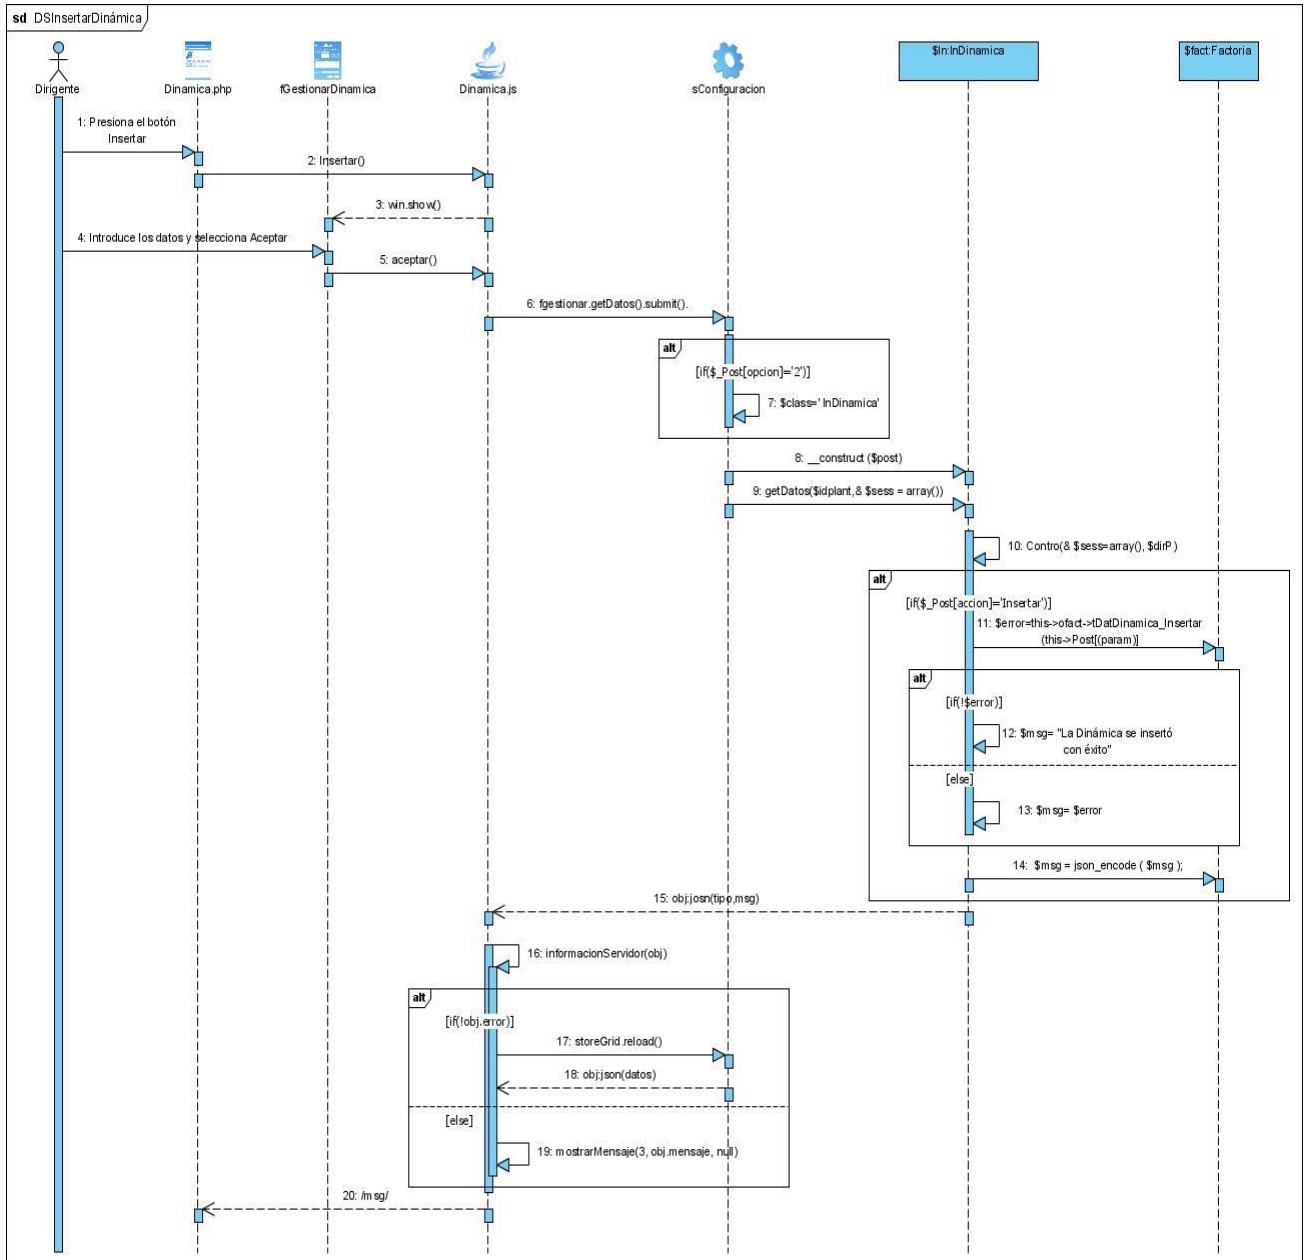 sd DSInsertarDinámica
Dirigente
Dinamica.php
fGestionarDinamica
Dinamica.js
sConfiguracion
$In:InDinamica
$fact:Factoria
1: Presiona el botón
Insertar
2: Insertar()
3: win.show()
4: Introduce los datos y selecciona Aceptar
5: aceptar()
6: fgestionar.getDatos().submit().
alt
[if($_Post[opcion]='2')]
7: $class=' InDinamica'
8: __construct ($post)
9: getDatos($idplant,& $sess = array())
10: Contro(& $sess=array(), $dirP )
alt
[if($_Post[accion]='Insertar')]
11: $error=this->ofact->tDatDinamica_Insertar
(this->Post[(param)]
alt
[if(!$error)]
12: $msg= "La Dinámica se insertó
con éxito"
[else]
13: $msg= $error
14: $msg = json_encode ( $msg );
15: obj:josn(tipo,msg)
16: informacionServidor(obj)
alt
[if(!obj.error)]
17: storeGrid.reload()
18: obj:json(datos)
[else]
19: mostrarMensaje(3, obj.mensaje, null)
20: /msg/